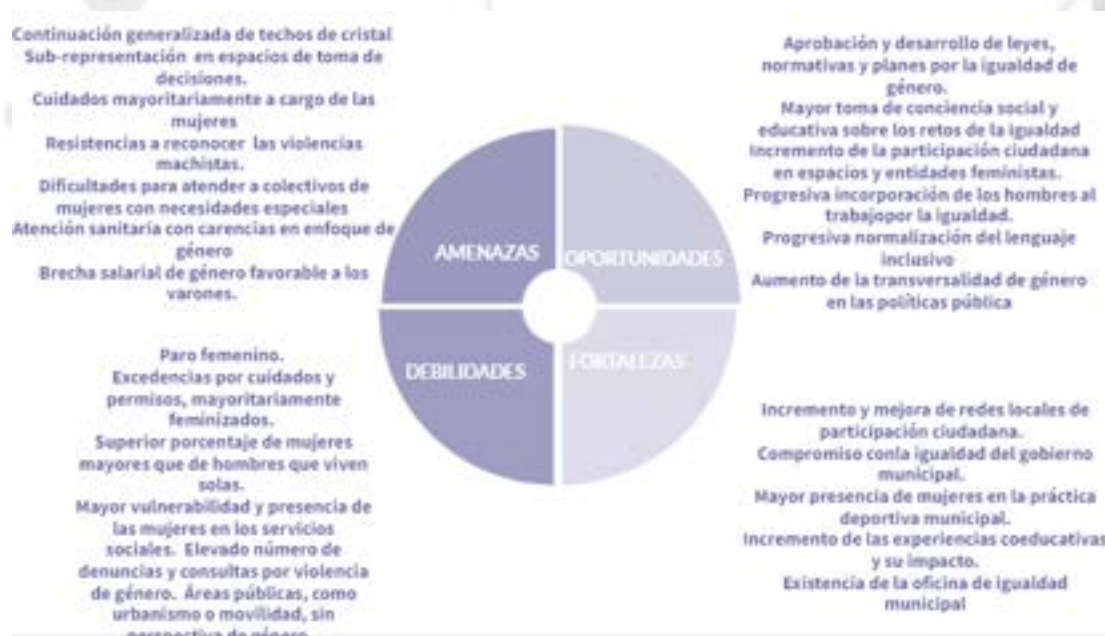 Continuación generalizada de techos de cristal
Sub-representación en espacios de toma de
decisiones.
Cuidados mayoritariamente a cargo de las
mujeres
Resistencias a reconocer las violencias
machistas.
Dificultades para atender a colectivos de
mujeres con necesidades especiales
Atención sanitaria con carencias en enfoque de
género
Brecha salarial de género favorable a los
varones.
Aprobación y desarrollo de leyes,
normativas y planes por la igualdad de
género.
Mayor toma de conciencia social y
educativa sobre los retos de la igualdad
Incremento de la participación ciudadana
en espacios y entidades feministas.
Progresiva incorporación de los hombres al
trabajopor la igualdad.
Progresiva normalización del lenguaje
inclusivo
Aumento de la transversalidad de género
en las políticas pública
AMENAZAS
OPORTUNIDADES
DEBILIDADES
FORTALEZAS
Paro femenino.
Excedencias por cuidados y
permisos, mayoritariamente
feminizados.
Superior porcentaje de mujeres
mayores que de hombres que viven
solas.
Mayor vulnerabilidad y presencia de
las mujeres en los servicios
sociales. Elevado número de
denuncias y consultas por violencia
de género. Áreas públicas, como
urbanismo o movilidad, sin
perspectiva de género
Incremento y mejora de redes locales de
participación ciudadana.
Compromiso conla igualdad del gobierno
municipal.
Mayor presencia de mujeres en la práctica
deportiva municipal.
Incremento de las experiencias coeducativas
y su impacto.
Existencia de la oficina de igualdad
municipal